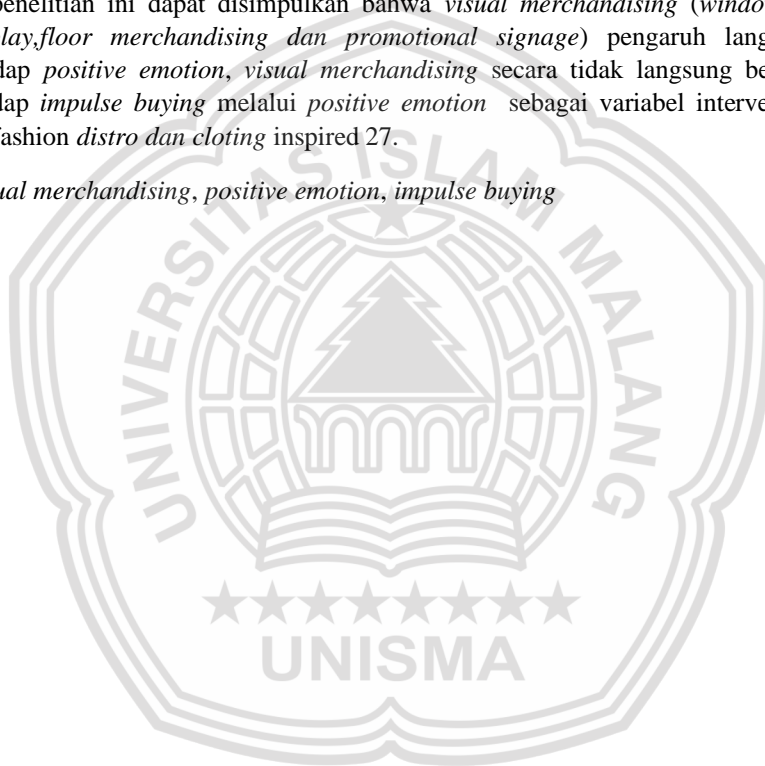 penelitian ini dapat disimpulkan bahwa visual merchandising (windo
lay,floor merchandising dan promotional signage) pengaruh lang
dap positive emotion, visual merchandising secara tidak langsung be
dap impulse buying melalui positive emotion sebagai variabel interve
fashion distro dan cloting inspired 27.
ual merchandising, positive emotion, impulse buying
UNIVERSITAS ISLAM MALANG
UNISMA